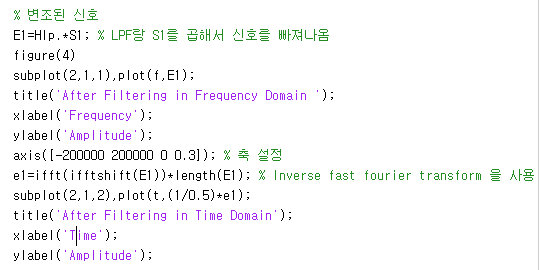 % 변조된 신호
E1=Hlp.*S1; % LPF랑 S1를 곱해서 신호를 빠져나옴
figure(4)
subplot(2,1,1),plot(f,E1);
title('After Filtering in Frequency Domain ');
xlabel('Frequency');
ylabel('Amplitude');
axis([-200000 200000 0 0.3]); % 축 설정
e1=ifft(ifftshift(E1))*length(E1); % Inverse fast fourier transform 을 사용
subplot(2,1,2),plot(t,(1/0.5)*e1);
title('After Filtering in Time Domain');
xlabel('Time');
ylabel('Amplitude');